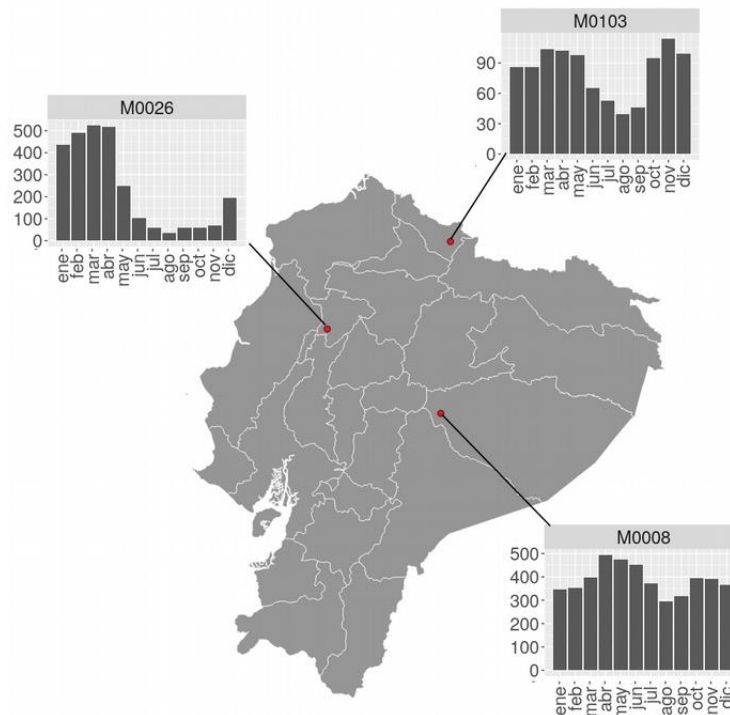 M0103
90
60
30
0
ene
feb
mar
abr
may
jun
jul
ago
sep
oct
nov
dic
M0026
500
400
300
200
100
0
ene
feb
mar
abr
may
jun
jul
ago
sep
oct
nov
dic
M0008
500
400
300
200
100
0
ene
feb
mar
abr
may
jun
jul
ago
sep
oct
nov
dic